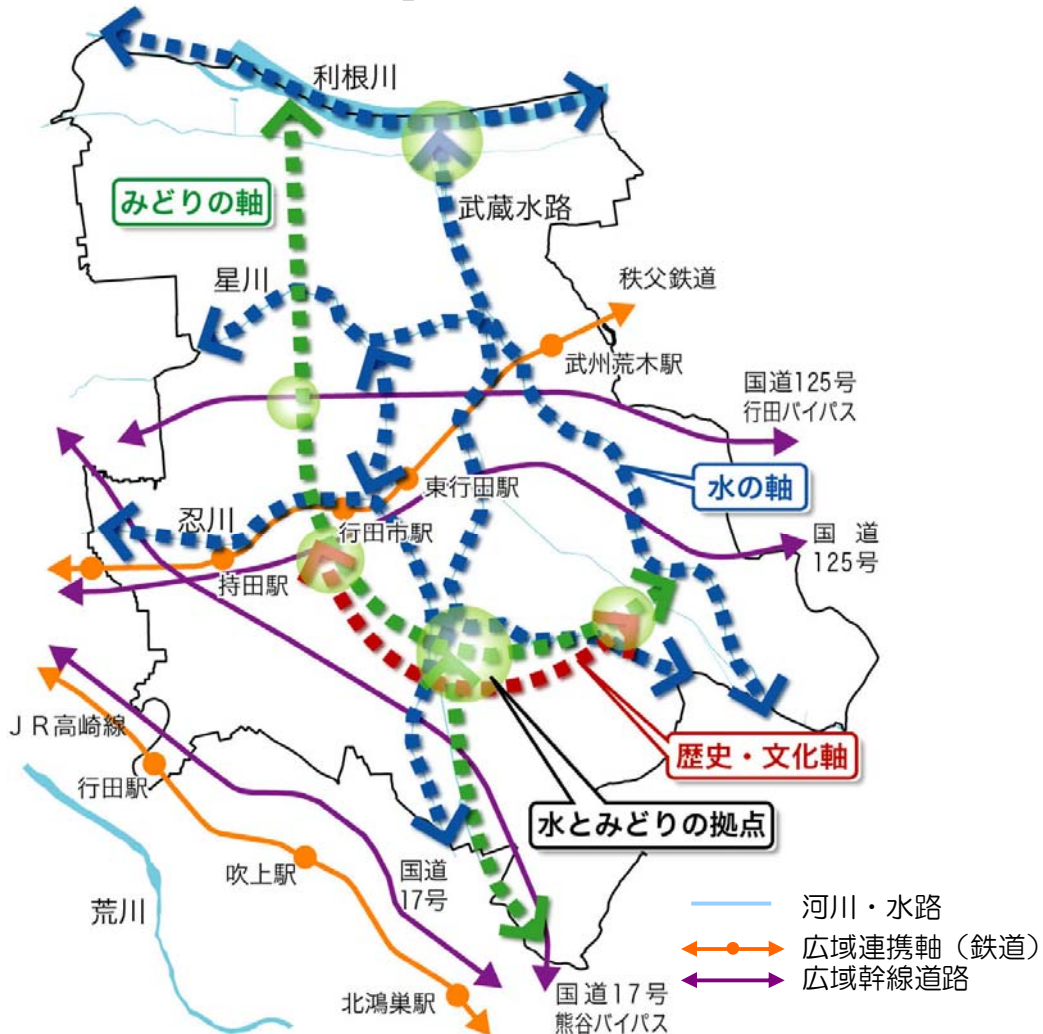 利根川
みどりの軸
武蔵水路
星川
秩父鉄道
武州荒木駅
国道125号
行田バイパス
水の軸
東行田駅
忍川
行田市駅
国 道
125号
持田駅
JR高崎線
歴史・文化軸
行田駅
水とみどりの拠点
吹上駅
国道
17号
荒川
河川・水路
広域連携軸（鉄道）
広域幹線道路
北鴻巣駅
国道17号
熊谷バイパス